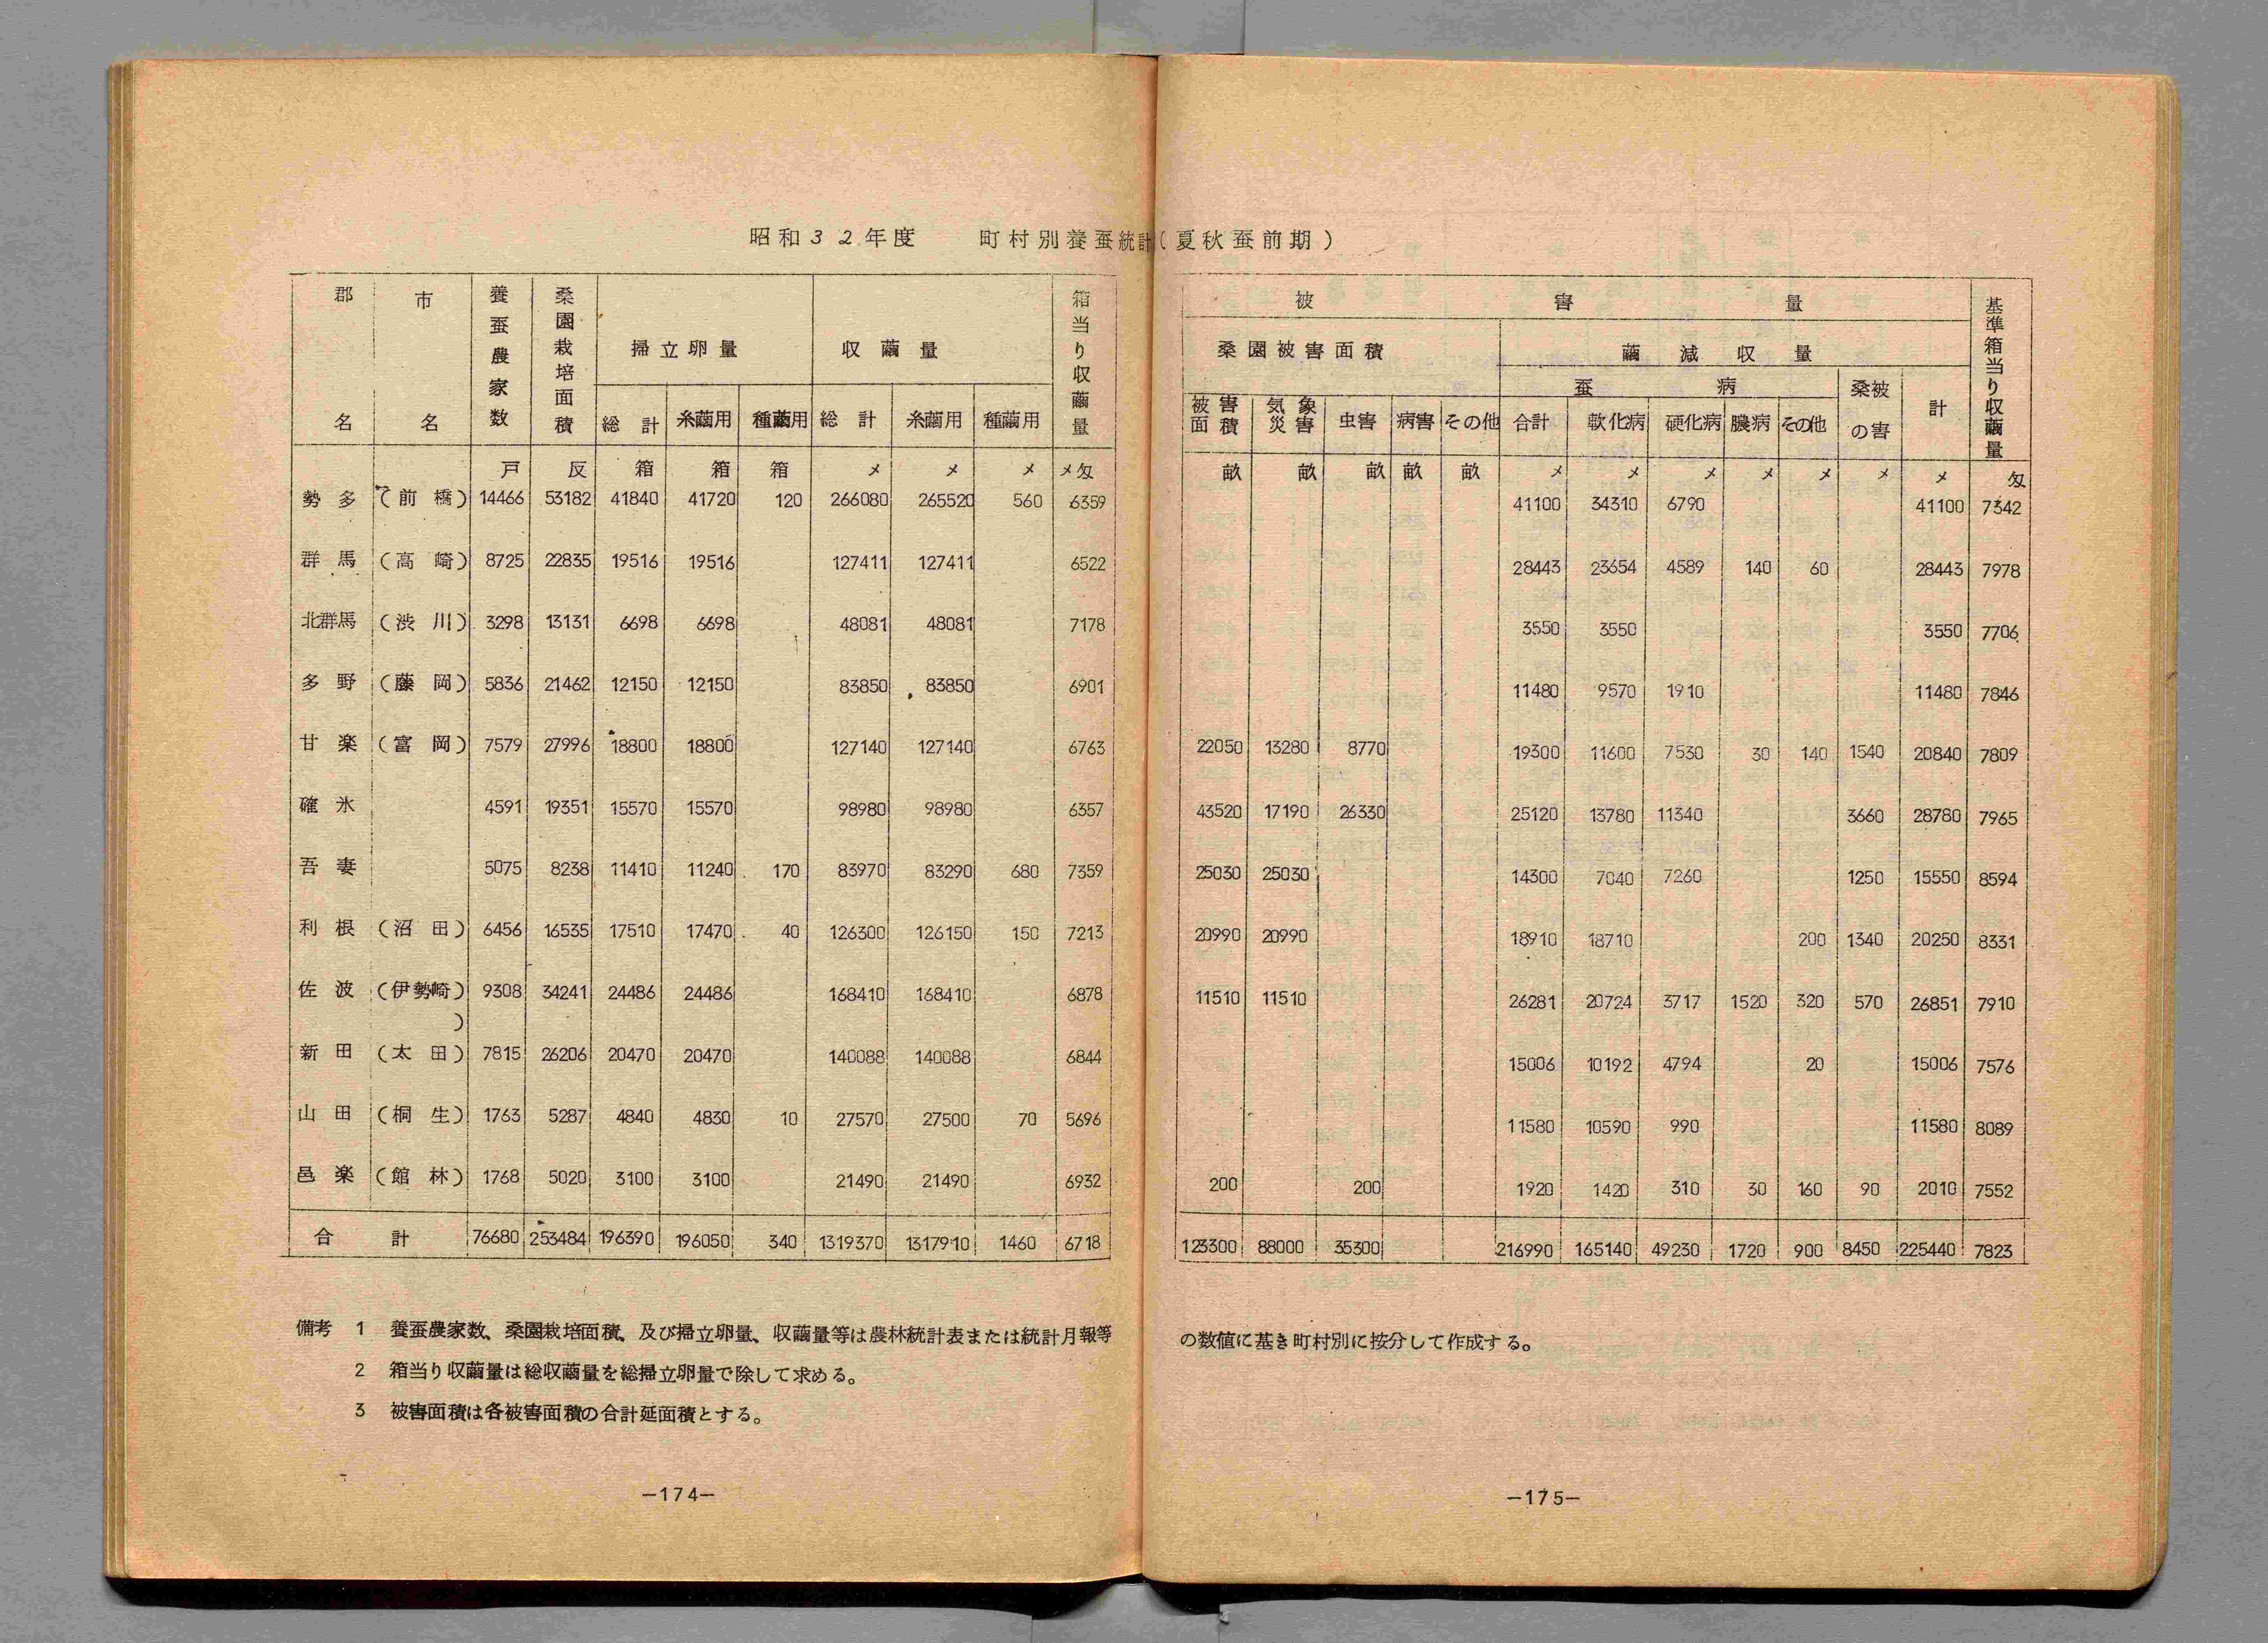 昭和32年度　町村別養蚕統計（夏秋蚕前期）
郡名 市名 養蚕農家数 桑園栽培面積 掃立卵量 収繭量 箱当り収繭量 被害量 基準箱当り収繭量
桑園被害面積 繭減収量
蚕病 桑被の害 計
総計 糸繭用 種繭用 総計 糸繭用 種繭用 被害面積 気象災害 虫害 病害 その他 合計 軟化病 硬化病 膿病 その他
戸 反 箱 箱 箱 メ メ メ メ匁 畝 畝 畝 畝 畝 メ メ メ メ メ メ メ 匁
勢多 （前橋） 14466 53182 41840 41720 120 266080 265520 560 6359 41100 34310 6790 41100 7342
群馬 （高崎） 8725 22835 19516 19516 127411 127411 6522 28443 23654 4589 140 60 28443 7978
北群馬 （渋川） 3298 13131 6698 6698 48081 48081 7178 3550 3550 3550 7706
多野 （藤岡） 5836 21462 12150 12150 83850 83850 6901 11480 9570 1910 11480 7846
甘楽 （富岡） 7579 27996 18800 18800 127140 127140 6763 22050 13280 8770 19300 11600 7530 30 140 1540 20840 7809
確氷 4591 19351 15570 15570 98980 98980 6357 43520 17190 26330 25120 13780 11340 3660 28780 7965
吾妻 5075 8238 11410 11240 170 83970 83290 680 7359 25030 25030 14300 7040 7260 1250 15550 8594
利根 （沼田） 6456 16535 17510 17470 40 126300 126150 150 7213 20990 20990 18910 18710 200 1340 20250 8331
佐波 （伊勢崎） 9308 34241 24486 24486 168410 168410 6878 11510 11510 26281 20724 3717 1520 320 570 26851 7910
）
新田 （太田） 7815 26206 20470 20470 140088 140088 6844 15006 10192 4794 20 15006 7576
山田 （桐生） 1763 5287 4840 4830 10 27570 27500 70 5696 11580 10590 990 11580 8089
邑楽 （館林） 1768 5020 3100 3100 21490 21490 6932 200 200 1920 1420 310 30 160 90 2010 7552
合計 76680 253484 196390 196050 340 1319370 1317910 1460 6718 123300 88000 35300 216990 165140 49230 1720 900 8450 225440 7823
備考　1　養蚕農家数、桑園栽培面積、及び掃立卵量、収繭量等は農林統計表または統計月報等の数値に基き町村別に按分して作成する。
2　箱当り収繭量は総収繭量を総掃立卵量で除して求める。
3　被害面積は各被害面積の合計延面積とする。
—174—
—175—